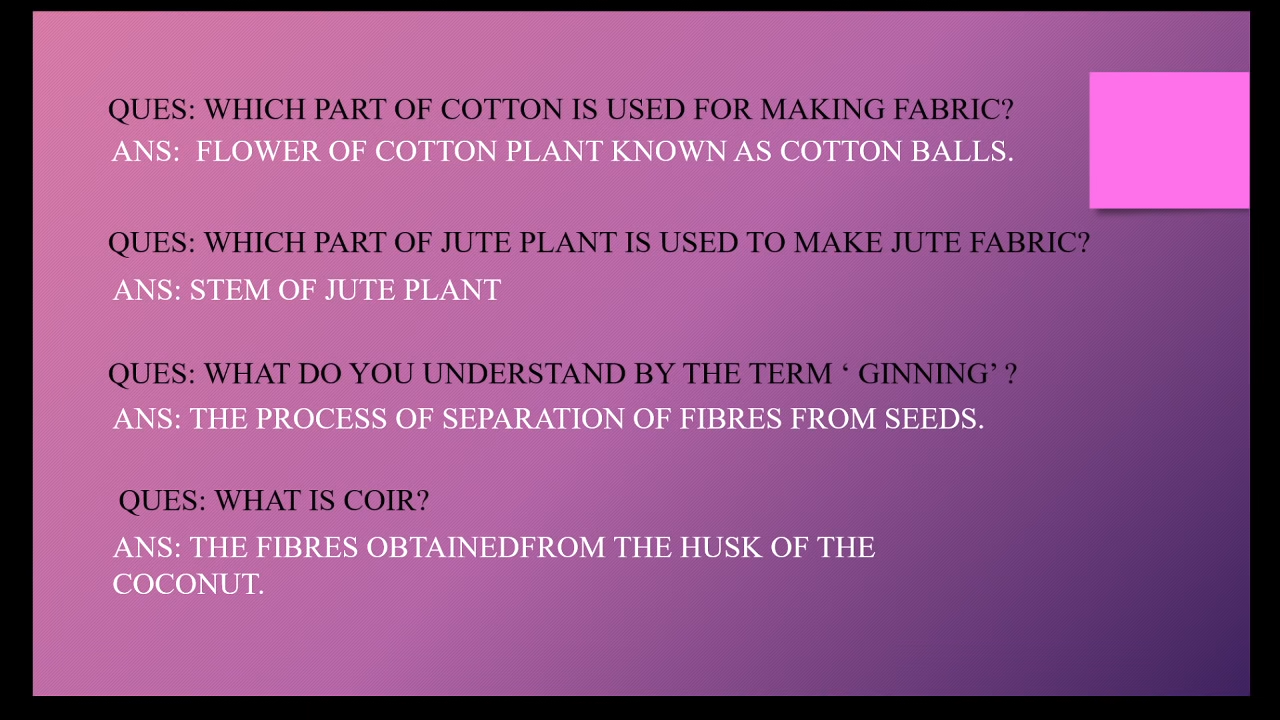 QUES: WHICH PART OF COTTON IS USED FOR MAKING FABRIC?
ANS:  FLOWER OF COTTON PLANT KNOWN AS COTTON BALLS.
QUES: WHICH PART OF JUTE PLANT IS USED TO MAKE JUTE FABRIC?
ANS: STEM OF JUTE PLANT
QUES: WHAT DO YOU UNDERSTAND BY THE TERM ‘ GINNING’ ?
ANS: THE PROCESS OF SEPARATION OF FIBRES FROM SEEDS.
QUES: WHAT IS COIR?
ANS: THE FIBRES OBTAINEDFROM THE HUSK OF THE
COCONUT.